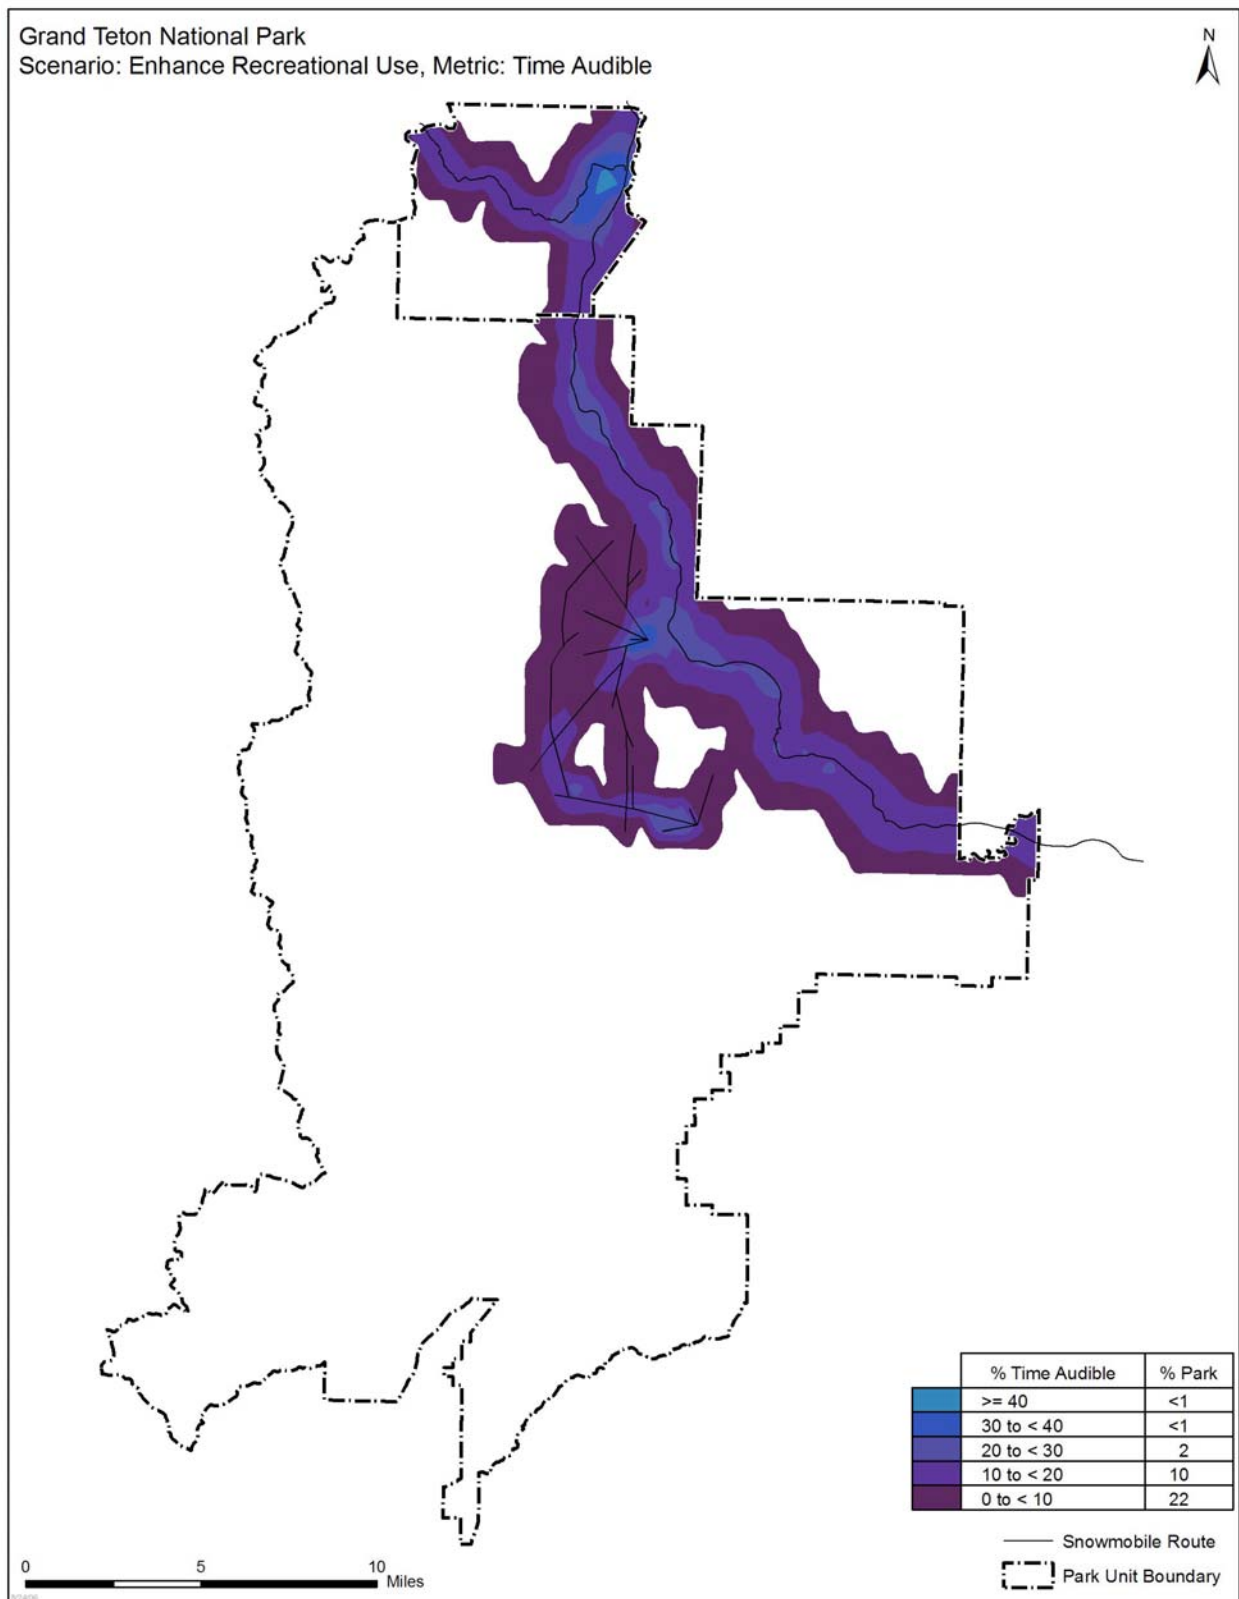 Grand Teton National Park
Scenario: Enhance Recreational Use, Metric: Time Audible
N
% Time Audible % Park
>= 40 <1
30 to < 40 <1
20 to < 30 2
10 to < 20 10
0 to < 10 22
Snowmobile Route
Park Unit Boundary
0 5 10
Miles